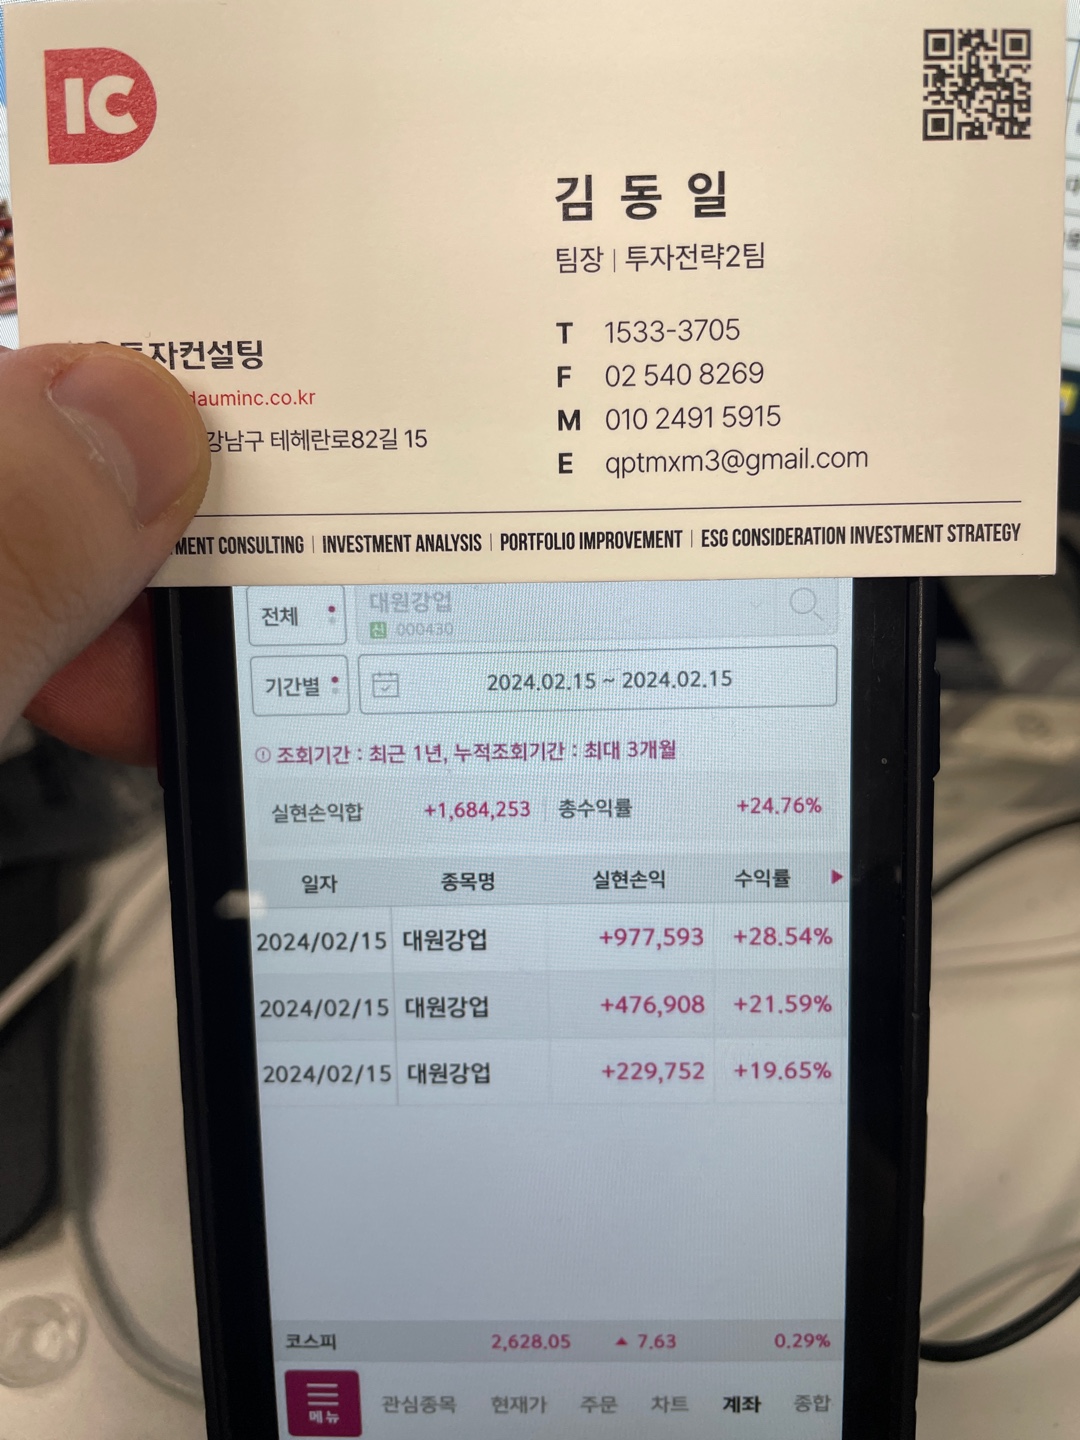 IC
김동일
팀장 | 투자전략2팀
투자컨설팅
dauminc.co.kr
강남구 테헤란로82길 15
T 1533-3705
F 02 540 8269
M 010 2491 5915
E qptmxm3@gmail.com
CONSULTING | INVESTMENT ANALYSIS | PORTFOLIO IMPROVEMENT | ESG CONSIDERATION INVESTMENT STRATEGY
전체 대원강업
신 000430
기간별 2024.02.15 ~ 2024.02.15
조회기간 : 최근 1년, 누적조회기간 : 최대 3개월
실현손익합 +1,684,253 총수익률 +24.76%
일자 종목명 실현손익 수익률 ▶
2024/02/15 대원강업 +977,593 +28.54%
2024/02/15 대원강업 +476,908 +21.59%
2024/02/15 대원강업 +229,752 +19.65%
코스피 2,628.05 ▲ 7.63 0.29%
메뉴 관심종목 현재가 주문 차트 계좌 종합